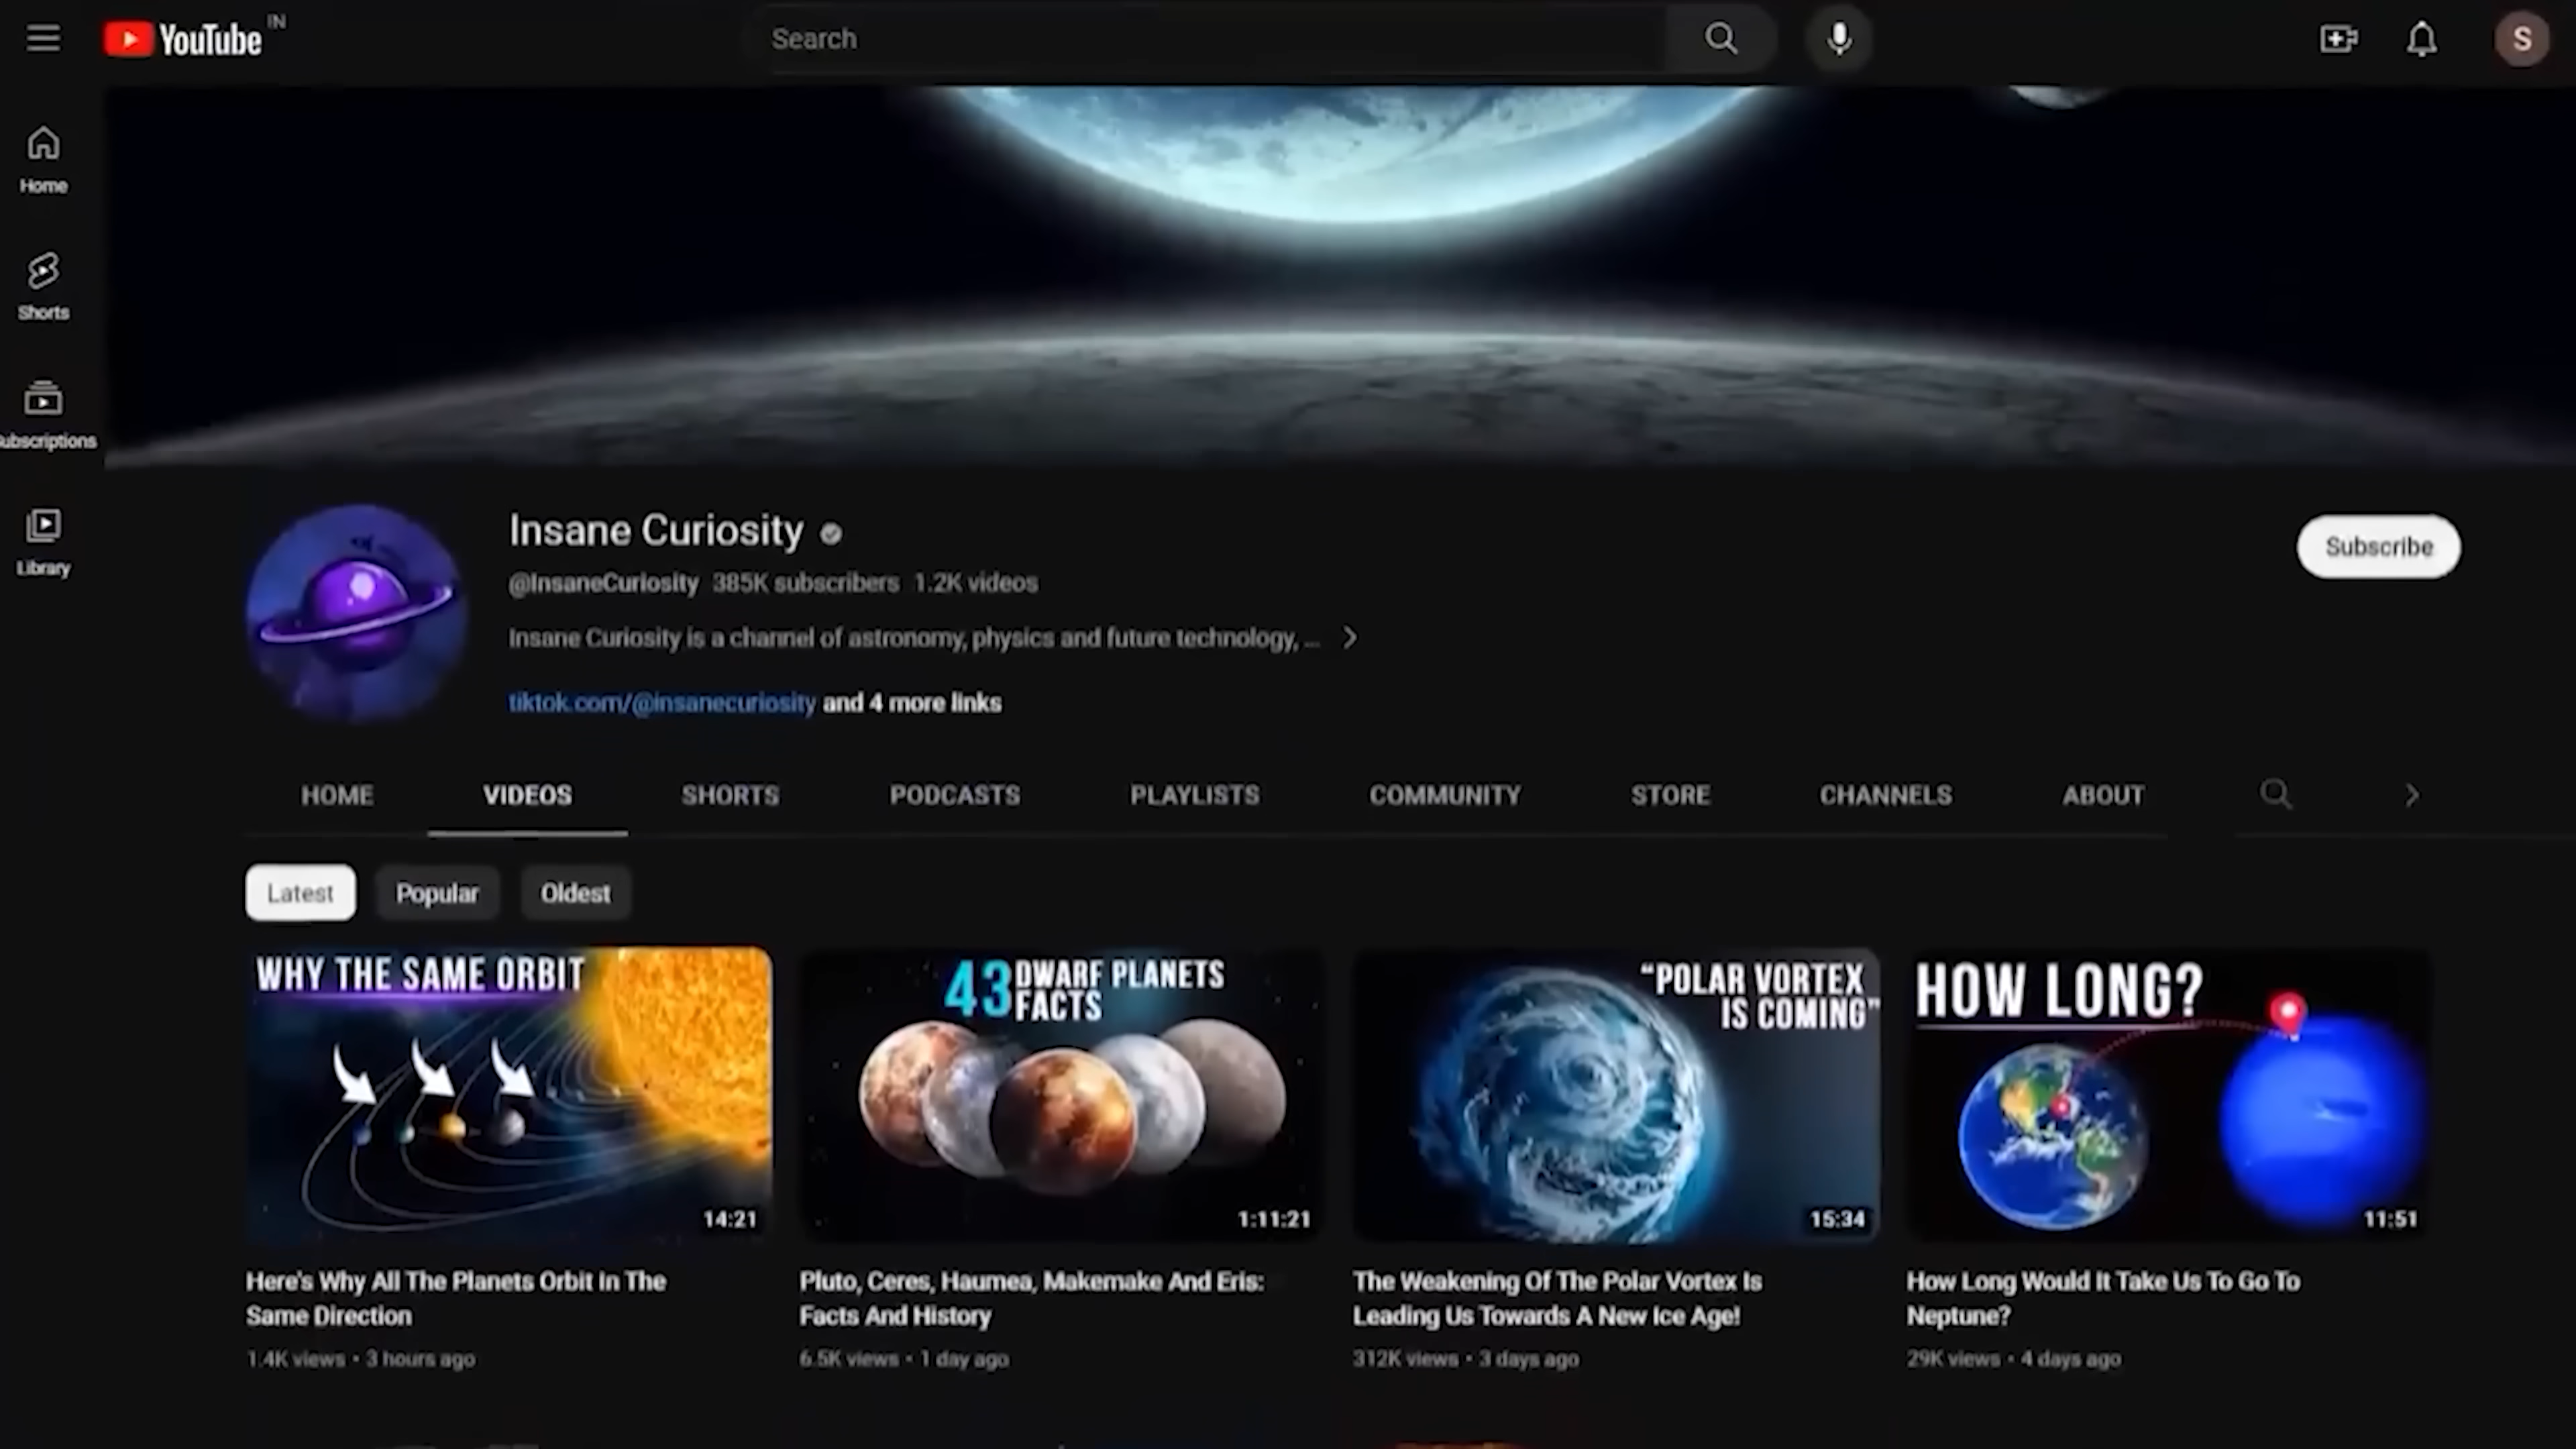 YouTube IN
Search
S
Home
Shorts
ubscriptions
Library
Insane Curiosity
@InsaneCuriosity 385K subscribers 1.2K videos
Insane Curiosity is a channel of astronomy, physics and future technology, ...
tiktok.com/@insanecuriosity and 4 more links
Subscribe
HOME VIDEOS SHORTS PODCASTS PLAYLISTS COMMUNITY STORE CHANNELS ABOUT
Latest Popular Oldest
WHY THE SAME ORBIT
14:21
Here's Why All The Planets Orbit In The
Same Direction
1.4K views • 3 hours ago
43 DWARF PLANETS
FACTS
1:11:21
Pluto, Ceres, Haumea, Makemake And Eris:
Facts And History
6.5K views • 1 day ago
“POLAR VORTEX
IS COMING”
15:34
The Weakening Of The Polar Vortex Is
Leading Us Towards A New Ice Age!
312K views • 3 days ago
HOW LONG?
11:51
How Long Would It Take Us To Go To
Neptune?
29K views • 4 days ago